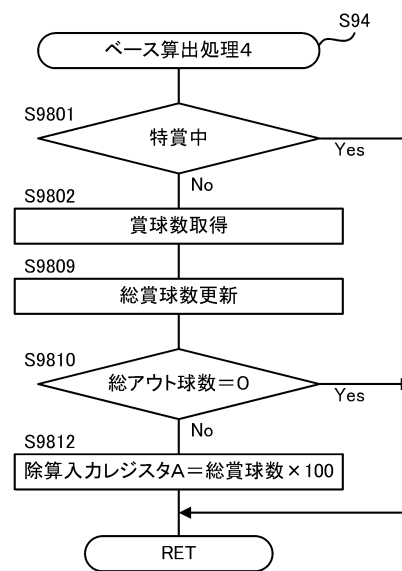 S94
ベース算出処理4
S9801
特賞中
Yes
No
S9802
賞球数取得
S9809
総賞球数更新
S9810
総アウト球数=0
Yes
No
S9812
除算入力レジスタA=総賞球数×100
RET